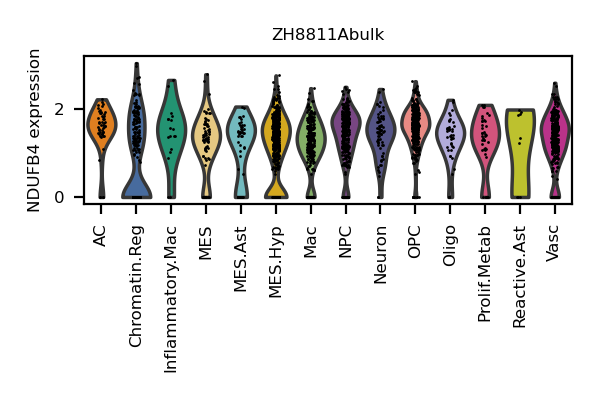 ZH8811Abulk
NDUFB4 expression
2
0
AC
Chromatin.Reg
Inflammatory.Mac
MES
MES.Ast
MES.Hyp
Mac
NPC
Neuron
OPC
Oligo
Prolif.Metab
Reactive.Ast
Vasc